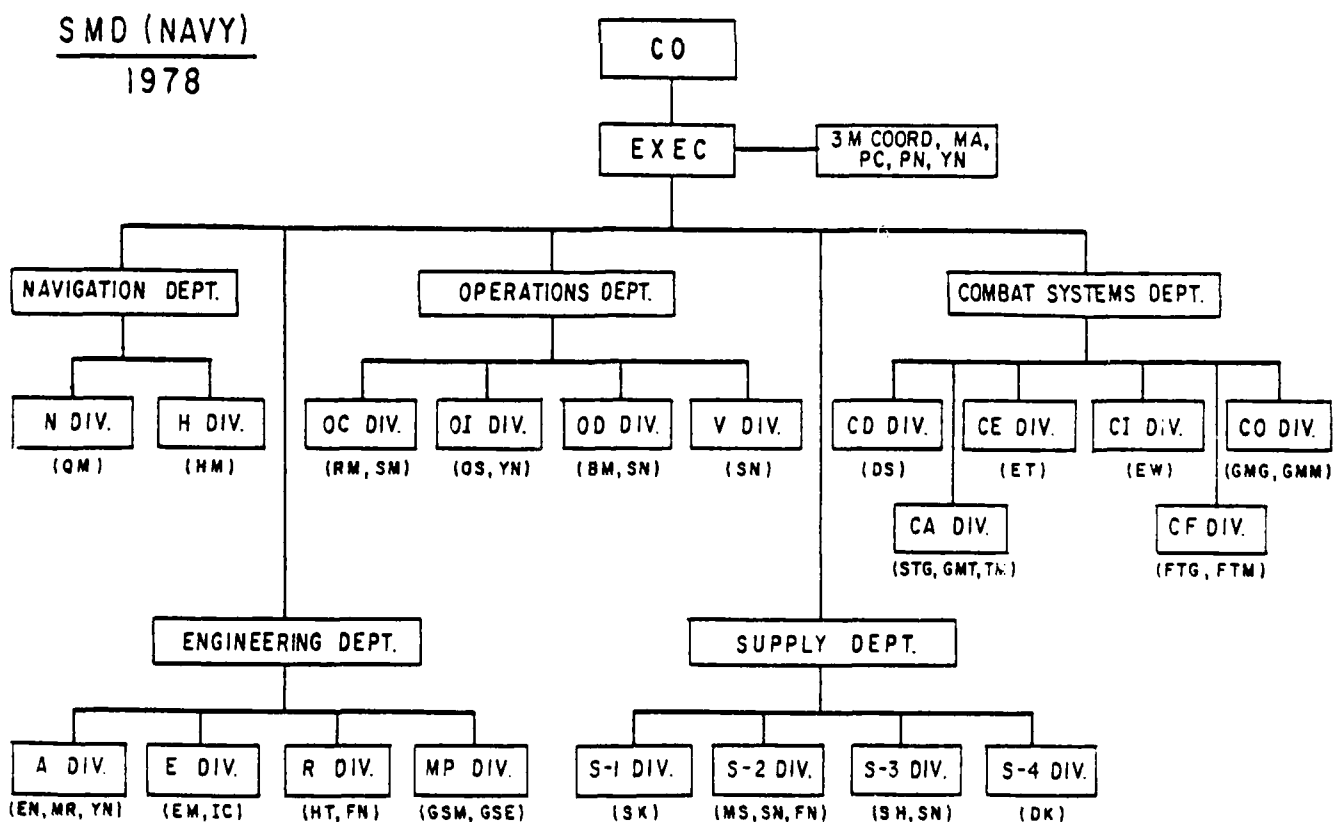 SMD (NAVY)
1978
CO
EXEC
3 M COORD, MA,
PC, PN, YN
NAVIGATION DEPT.
OPERATIONS DEPT.
COMBAT SYSTEMS DEPT.
N DIV.
(QM)
H DIV.
(HM)
OC DIV.
(RM, SM)
OI DIV.
(OS, YN)
OD DIV.
(BM, SN)
V DIV.
(SN)
CD DIV.
(DS)
CE DIV.
(ET)
CI DIV.
(EW)
CO DIV.
(GMG, GMM)
CA DIV.
(STG, GMT, TM)
CF DIV.
(FTG, FTM)
ENGINEERING DEPT.
SUPPLY DEPT.
A DIV.
(EN, MR, YN)
E DIV.
(EM, IC)
R DIV.
(HT, FN)
MP DIV.
(GSM, GSE)
S-1 DIV.
(SK)
S-2 DIV.
(MS, SN, FN)
S-3 DIV.
(SH, SN)
S-4 DIV.
(DK)